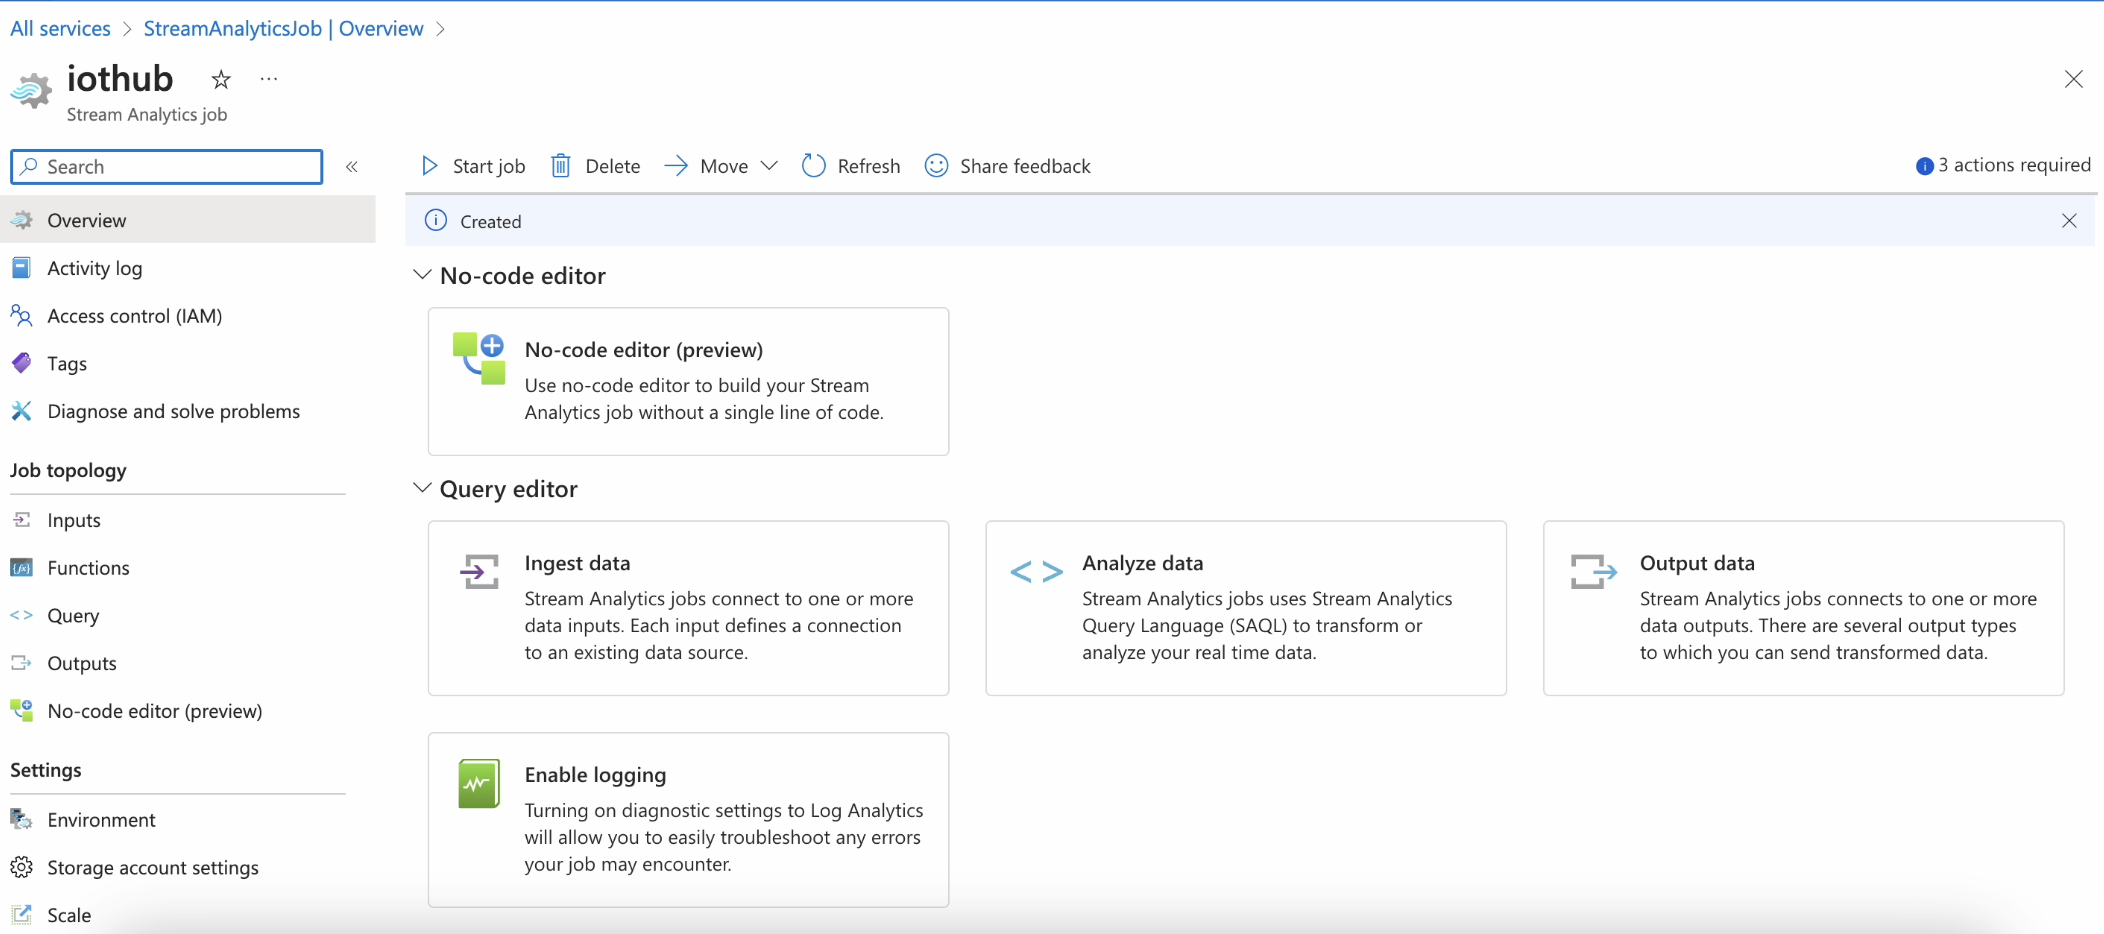 All services > StreamAnalyticsJob | Overview >
iothub
Stream Analytics job
Search
Start job
Delete
Move
Refresh
Share feedback
3 actions required
Overview
Activity log
Access control (IAM)
Tags
Diagnose and solve problems
Job topology
Inputs
Functions
Query
Outputs
No-code editor (preview)
Settings
Environment
Storage account settings
Scale
Created
No-code editor
No-code editor (preview)
Use no-code editor to build your Stream
Analytics job without a single line of code.
Query editor
Ingest data
Stream Analytics jobs connect to one or more
data inputs. Each input defines a connection
to an existing data source.
Analyze data
Stream Analytics jobs uses Stream Analytics
Query Language (SAQL) to transform or
analyze your real time data.
Output data
Stream Analytics jobs connects to one or more
data outputs. There are several output types
to which you can send transformed data.
Enable logging
Turning on diagnostic settings to Log Analytics
will allow you to easily troubleshoot any errors
your job may encounter.